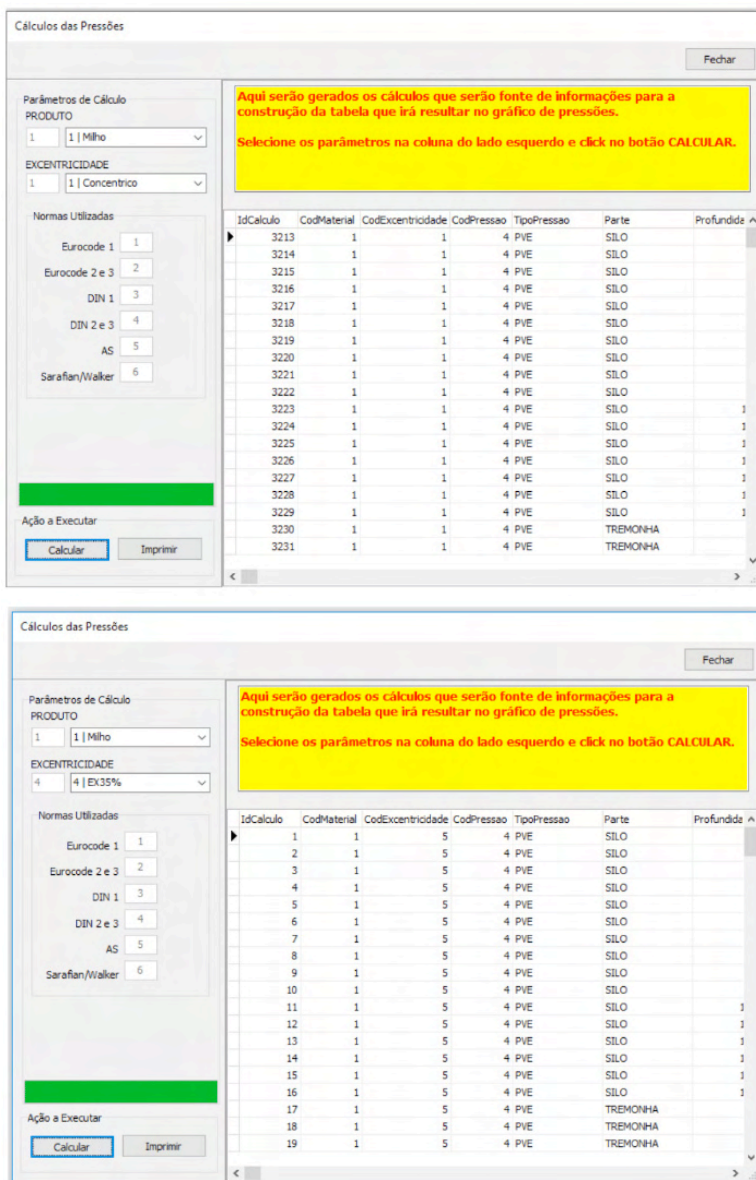 Cálculos das Pressões
Fechar
Parâmetros de Cálculo
PRODUTO
1 1 | Milho
EXCENTRICIDADE
1 1 | Concentrico
Normas Utilizadas
Eurocode 1 1
Eurocode 2 e 3 2
DIN 1 3
DIN 2 e 3 4
AS 5
Sarafian/Walker 6
Ação a Executar
Calcular Imprimir
Aqui serão gerados os cálculos que serão fonte de informações para a
construção da tabela que irá resultar no gráfico de pressões.
Selecione os parâmetros na coluna do lado esquerdo e click no botão CALCULAR.
IdCalculo CodMaterial CodExcentricidade CodPressao TipoPressao Parte Profundida
3213 1 1 4 PVE SILO
3214 1 1 4 PVE SILO
3215 1 1 4 PVE SILO
3216 1 1 4 PVE SILO
3217 1 1 4 PVE SILO
3218 1 1 4 PVE SILO
3219 1 1 4 PVE SILO
3220 1 1 4 PVE SILO
3221 1 1 4 PVE SILO
3222 1 1 4 PVE SILO
3223 1 1 4 PVE SILO 1
3224 1 1 4 PVE SILO 1
3225 1 1 4 PVE SILO 1
3226 1 1 4 PVE SILO 1
3227 1 1 4 PVE SILO 1
3228 1 1 4 PVE SILO 1
3229 1 1 4 PVE SILO 1
3230 1 1 4 PVE TREMONHA
3231 1 1 4 PVE TREMONHA
Cálculos das Pressões
Fechar
Parâmetros de Cálculo
PRODUTO
1 1 | Milho
EXCENTRICIDADE
4 4 | EX35%
Normas Utilizadas
Eurocode 1 1
Eurocode 2 e 3 2
DIN 1 3
DIN 2 e 3 4
AS 5
Sarafian/Walker 6
Ação a Executar
Calcular Imprimir
Aqui serão gerados os cálculos que serão fonte de informações para a
construção da tabela que irá resultar no gráfico de pressões.
Selecione os parâmetros na coluna do lado esquerdo e click no botão CALCULAR.
IdCalculo CodMaterial CodExcentricidade CodPressao TipoPressao Parte Profundida
1 1 5 4 PVE SILO
2 1 5 4 PVE SILO
3 1 5 4 PVE SILO
4 1 5 4 PVE SILO
5 1 5 4 PVE SILO
6 1 5 4 PVE SILO
7 1 5 4 PVE SILO
8 1 5 4 PVE SILO
9 1 5 4 PVE SILO
10 1 5 4 PVE SILO
11 1 5 4 PVE SILO 1
12 1 5 4 PVE SILO 1
13 1 5 4 PVE SILO 1
14 1 5 4 PVE SILO 1
15 1 5 4 PVE SILO 1
16 1 5 4 PVE SILO 1
17 1 5 4 PVE TREMONHA
18 1 5 4 PVE TREMONHA
19 1 5 4 PVE TREMONHA